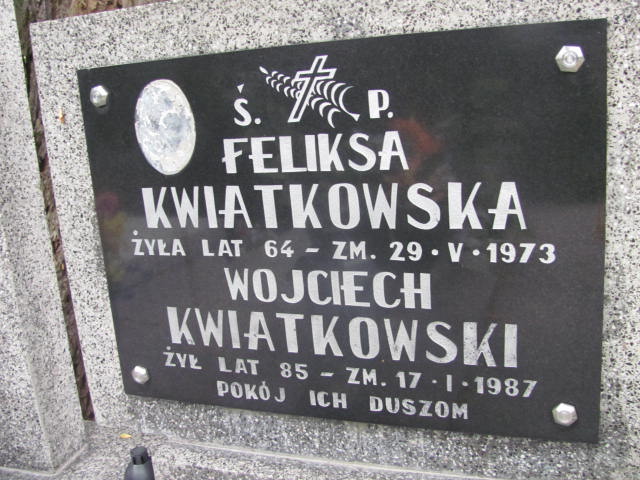 Ś. P.
FELIKSA
KWIATKOWSKA
ŻYŁA LAT 64 – ZM. 29 · V · 1973
WOJCIECH
KWIATKOWSKI
ŻYŁ LAT 85 – ZM. 17 · I · 1987
POKÓJ ICH DUSZOM